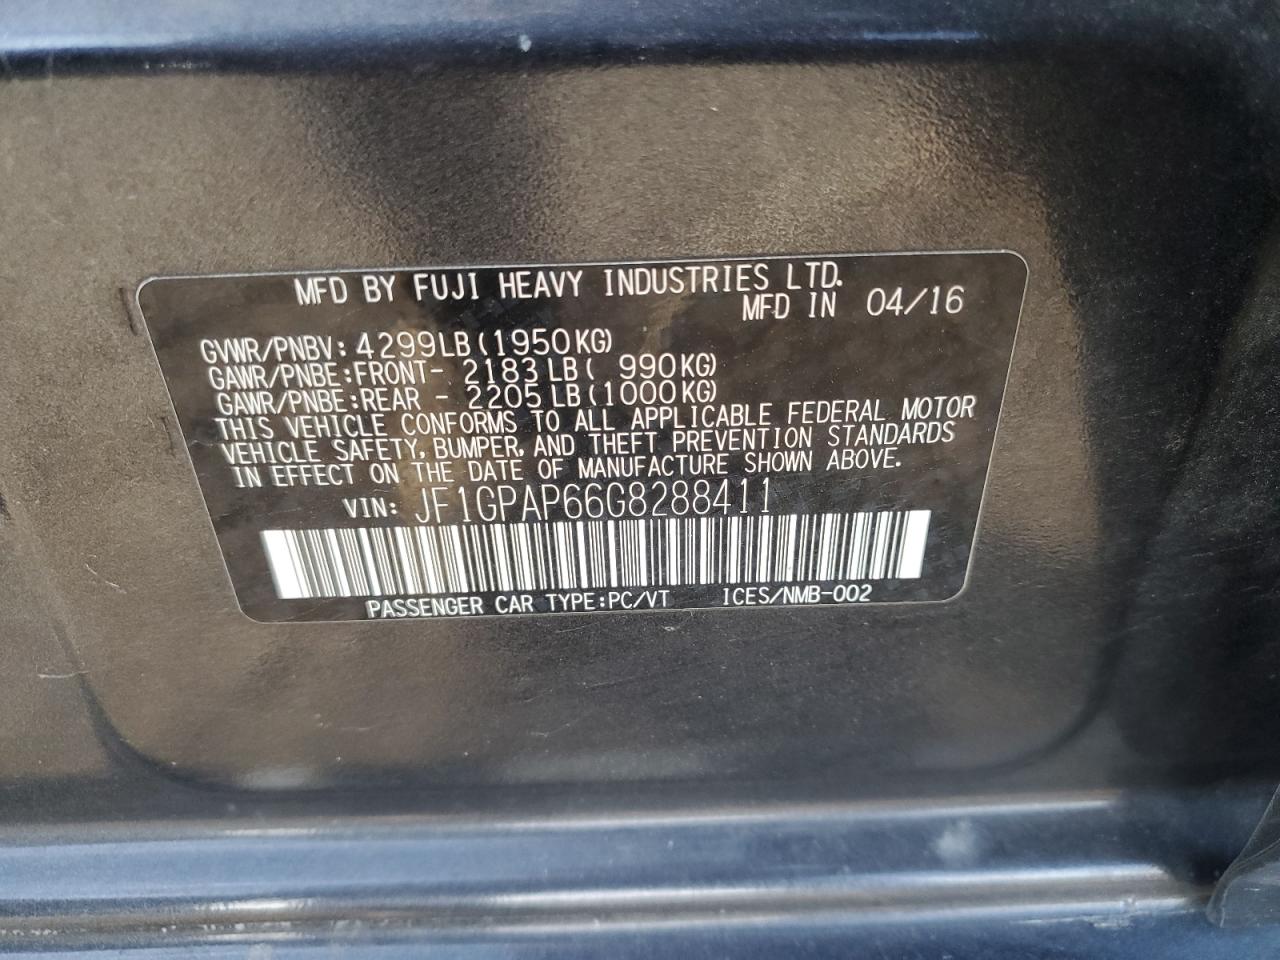 MFD BY FUJI HEAVY INDUSTRIES LTD.
MFD IN 04/16
GVWR/PNBV: 4299LB(1950KG)
GAWR/PNBE:FRONT- 2183LB( 990KG)
GAWR/PNBE:REAR - 2205LB(1000KG)
THIS VEHICLE CONFORMS TO ALL APPLICABLE FEDERAL MOTOR
VEHICLE SAFETY, BUMPER, AND THEFT PREVENTION STANDARDS
IN EFFECT ON THE DATE OF MANUFACTURE SHOWN ABOVE.
VIN: JF1GPAP66G8288411
PASSENGER CAR TYPE:PC/VT ICES/NMB-002